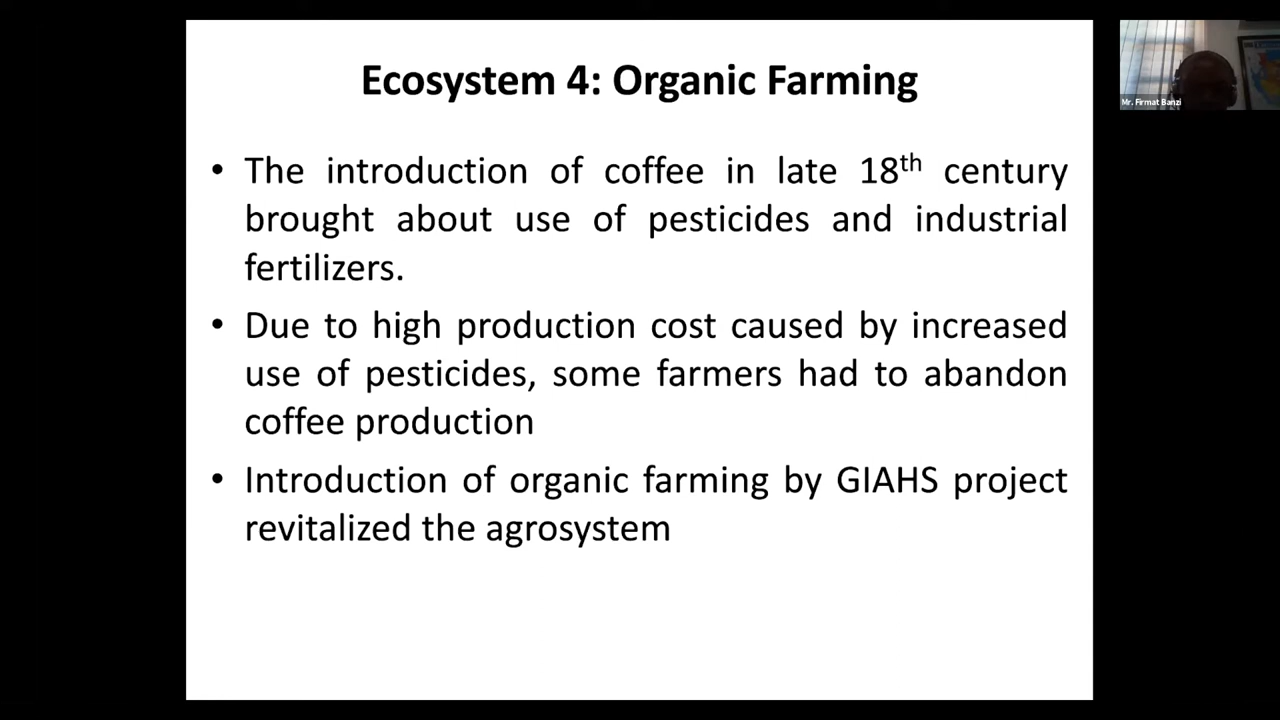 Ecosystem 4: Organic Farming
• The introduction of coffee in late 18th century
brought about use of pesticides and industrial
fertilizers.
• Due to high production cost caused by increased
use of pesticides, some farmers had to abandon
coffee production
• Introduction of organic farming by GIAHS project
revitalized the agrosystem
Mr. Firmat Banzi